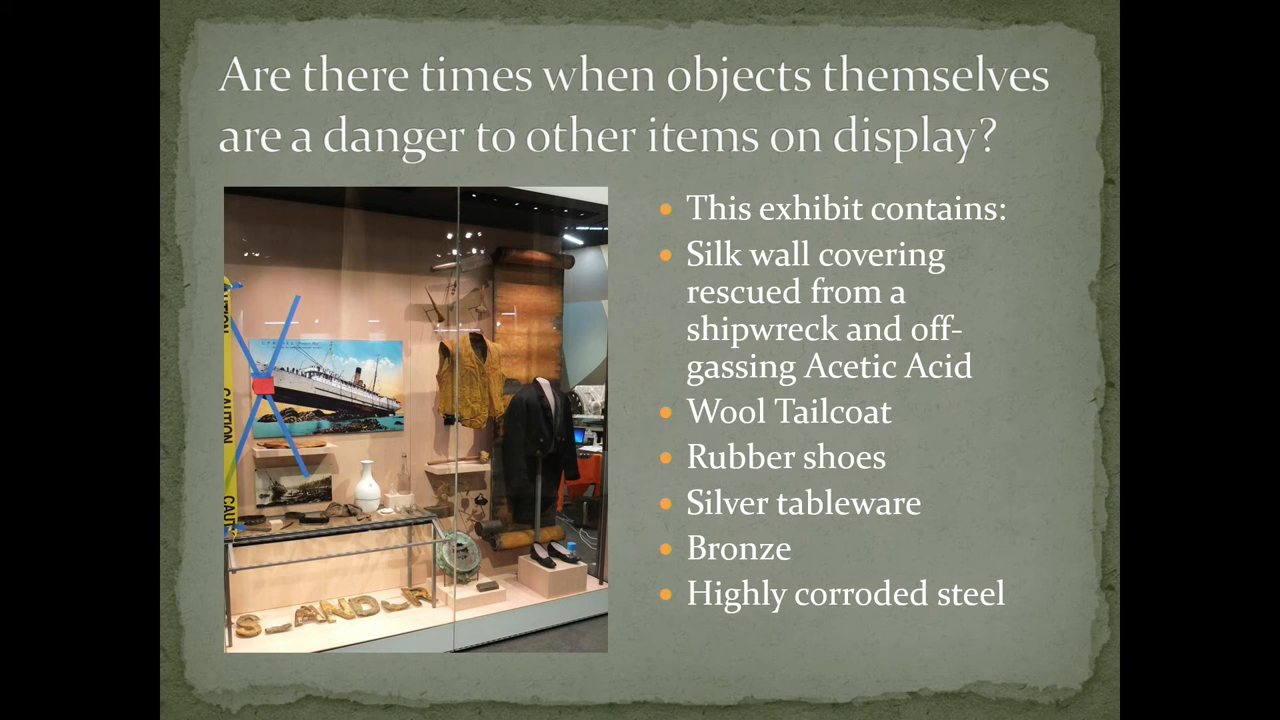 Are there times when objects themselves
are a danger to other items on display?
This exhibit contains:
Silk wall covering
rescued from a
shipwreck and off-
gassing Acetic Acid
Wool Tailcoat
Rubber shoes
Silver tableware
Bronze
Highly corroded steel
CAUTION
CAUTION